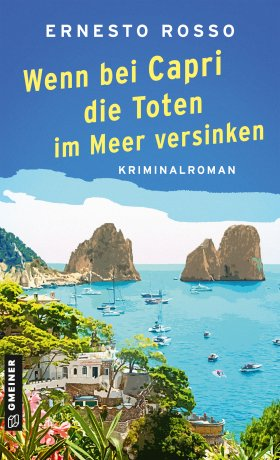 ERNESTO ROSSO
Wenn bei Capri
die Toten
im Meer versinken
KRIMINALROMAN
GMEINER